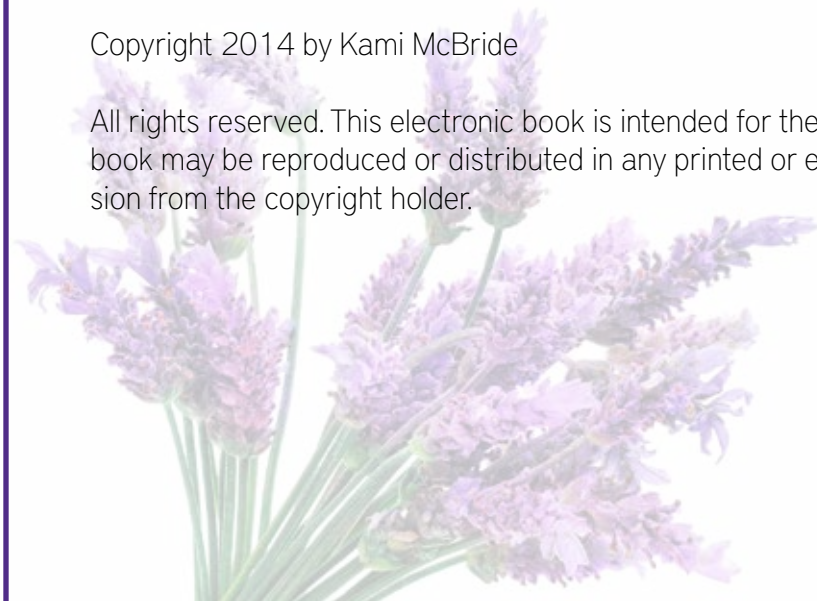 Copyright 2014 by Kami McBride
All rights reserved. This electronic book is intended for the
book may be reproduced or distributed in any printed or e
sion from the copyright holder.